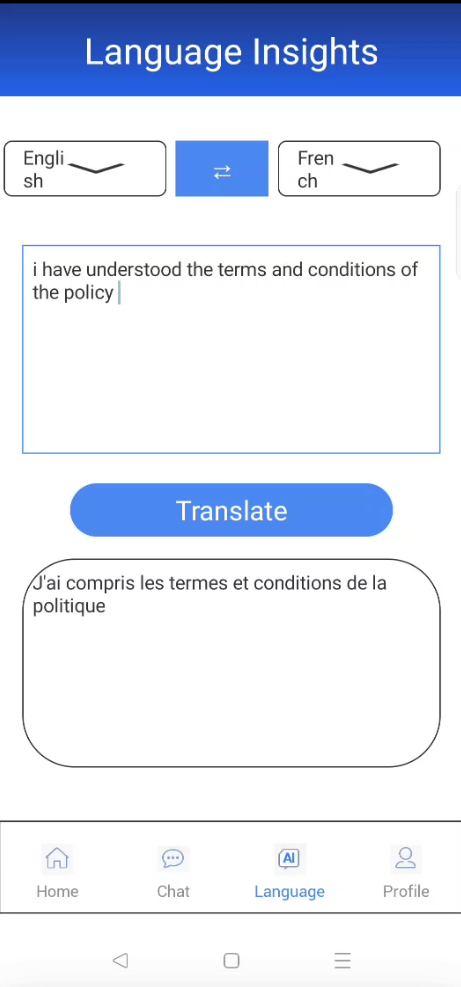 Language Insights
Engli
sh
⇄
Fren
ch
i have understood the terms and conditions of
the policy
Translate
J'ai compris les termes et conditions de la
politique
AI
Home
Chat
Language
Profile